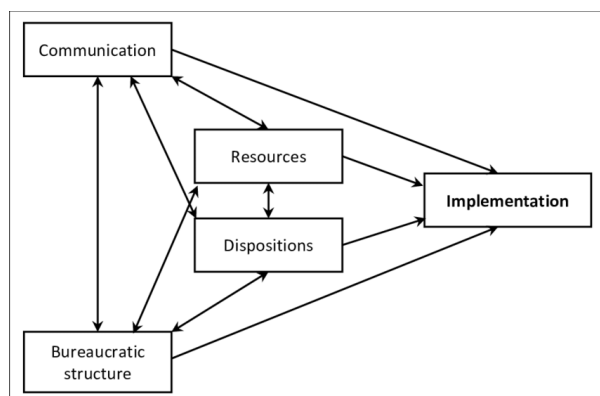 Communication
Resources
Implementation
Dispositions
Bureaucratic
structure